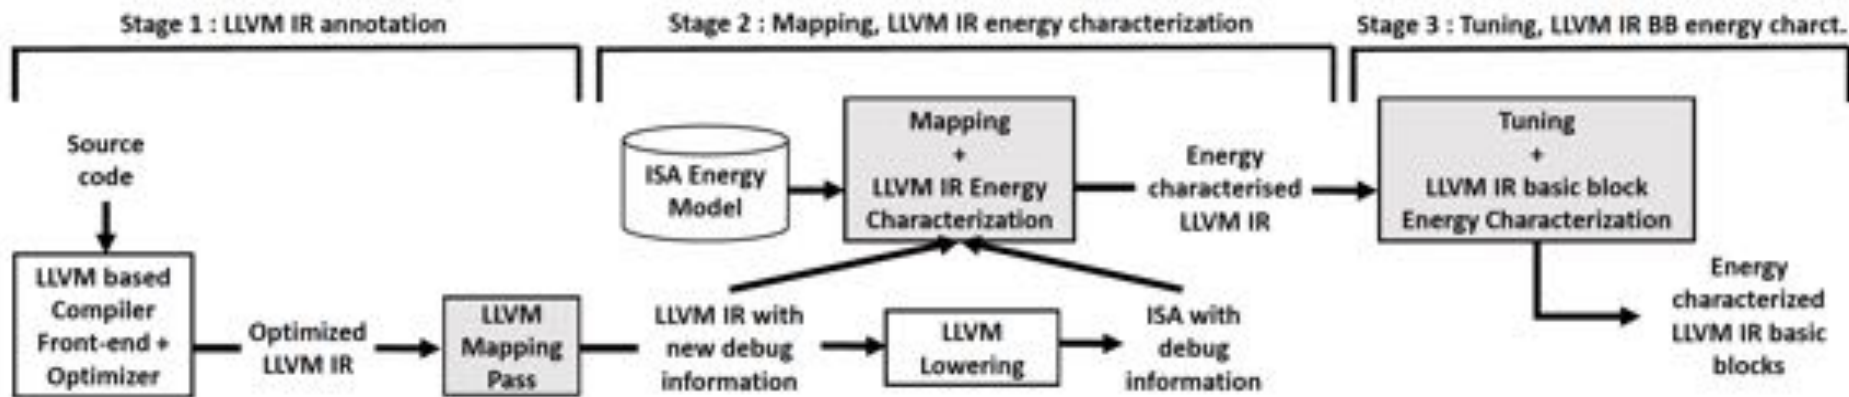 Stage 1 : LLVM IR annotation
Stage 2 : Mapping, LLVM IR energy characterization
Stage 3 : Tuning, LLVM IR BB energy charct.
Source
code
LLVM based
Compiler
Front-end +
Optimizer
Optimized
LLVM IR
LLVM
Mapping
Pass
ISA Energy
Model
Mapping
+
LLVM IR Energy
Characterization
LLVM IR with
new debug
information
LLVM
Lowering
ISA with
debug
information
Energy
characterised
LLVM IR
Tuning
+
LLVM IR basic block
Energy Characterization
Energy
characterized
LLVM IR basic
blocks